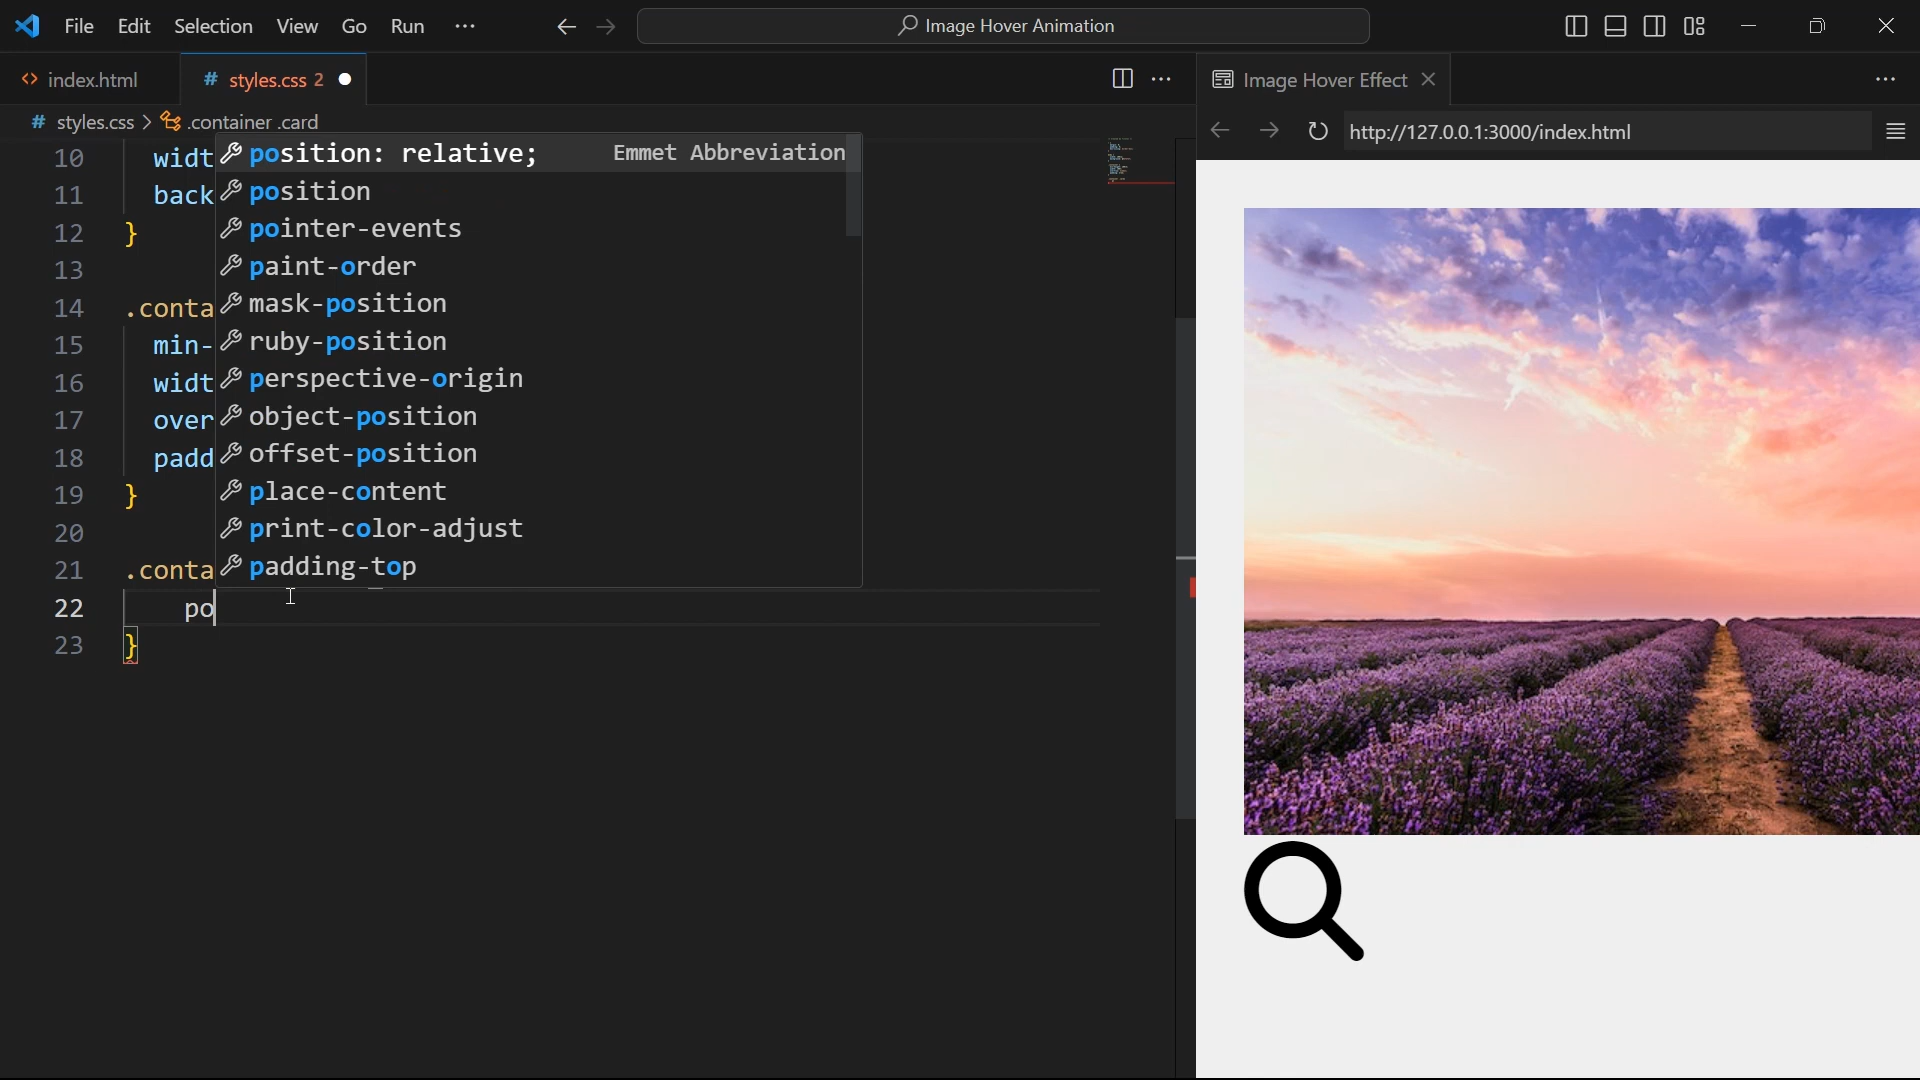 File Edit Selection View Go Run ··· Image Hover Animation
index.html # styles.css 2 Image Hover Effect
# styles.css > .container .card
http://127.0.0.1:3000/index.html
10 widt
11 back
12 }
13
14 .conta
15 min-
16 widt
17 over
18 padd
19 }
20
21 .conta
22 po
23 }
position: relative; Emmet Abbreviation
position
pointer-events
paint-order
mask-position
ruby-position
perspective-origin
object-position
offset-position
place-content
print-color-adjust
padding-top